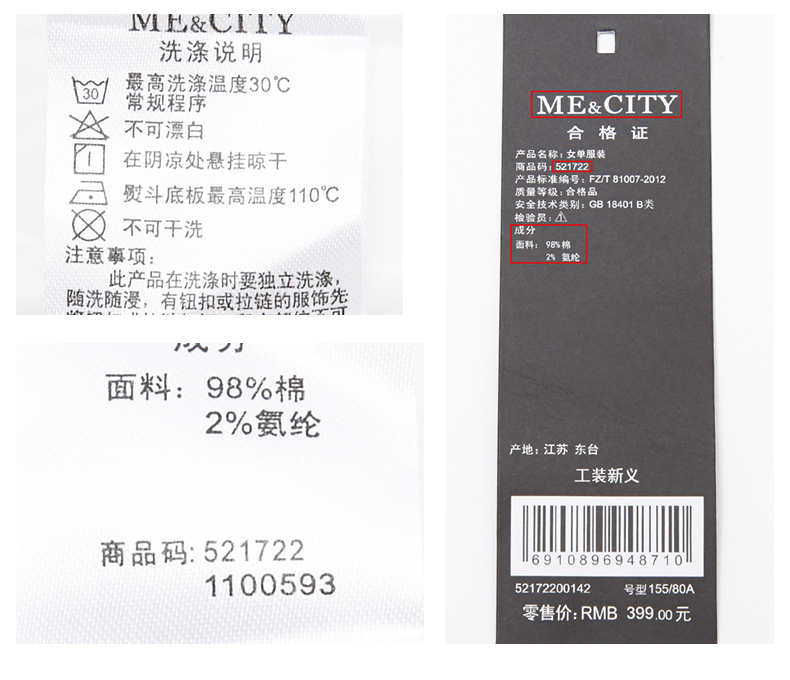 ME&CITY
洗涤说明
30
最高洗涤温度30℃
常规程序
不可漂白
在阴凉处悬挂晾干
熨斗底板最高温度110℃
不可干洗
注意事项:
此产品在洗涤时要独立洗涤,
随洗随浸,有钮扣或拉链的服饰先
成分
面料: 98%棉
2%氨纶
商品码: 521722
1100593
ME&CITY
合格证
产品名称: 女单服装
商品码: 521722
产品标准编号: FZ/T 81007-2012
质量等级: 合格品
安全技术类别: GB 18401 B类
检验员:
成分
面料: 98%棉
2% 氨纶
产地: 江苏 东台
工装新义
6910896948710
52172200142 号型155/80A
零售价: RMB 399.00元